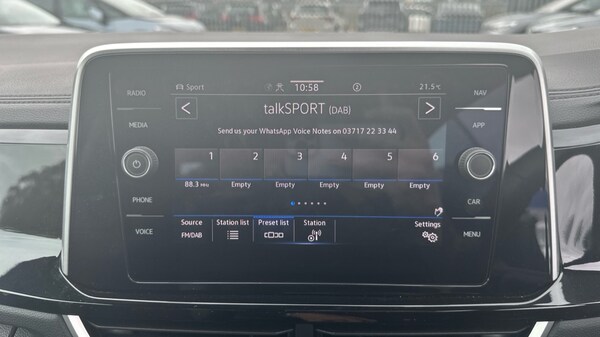 Sport 10:58 2 21.5°C
RADIO
NAV
talkSPORT (DAB)
MEDIA
APP
Send us your WhatsApp Voice Notes on 03717 22 33 44
1 2 3 4 5 6
88.3 MHz Empty Empty Empty Empty Empty
PHONE
CAR
Source Station list Preset list Station Settings
FM/DAB
VOICE
MENU